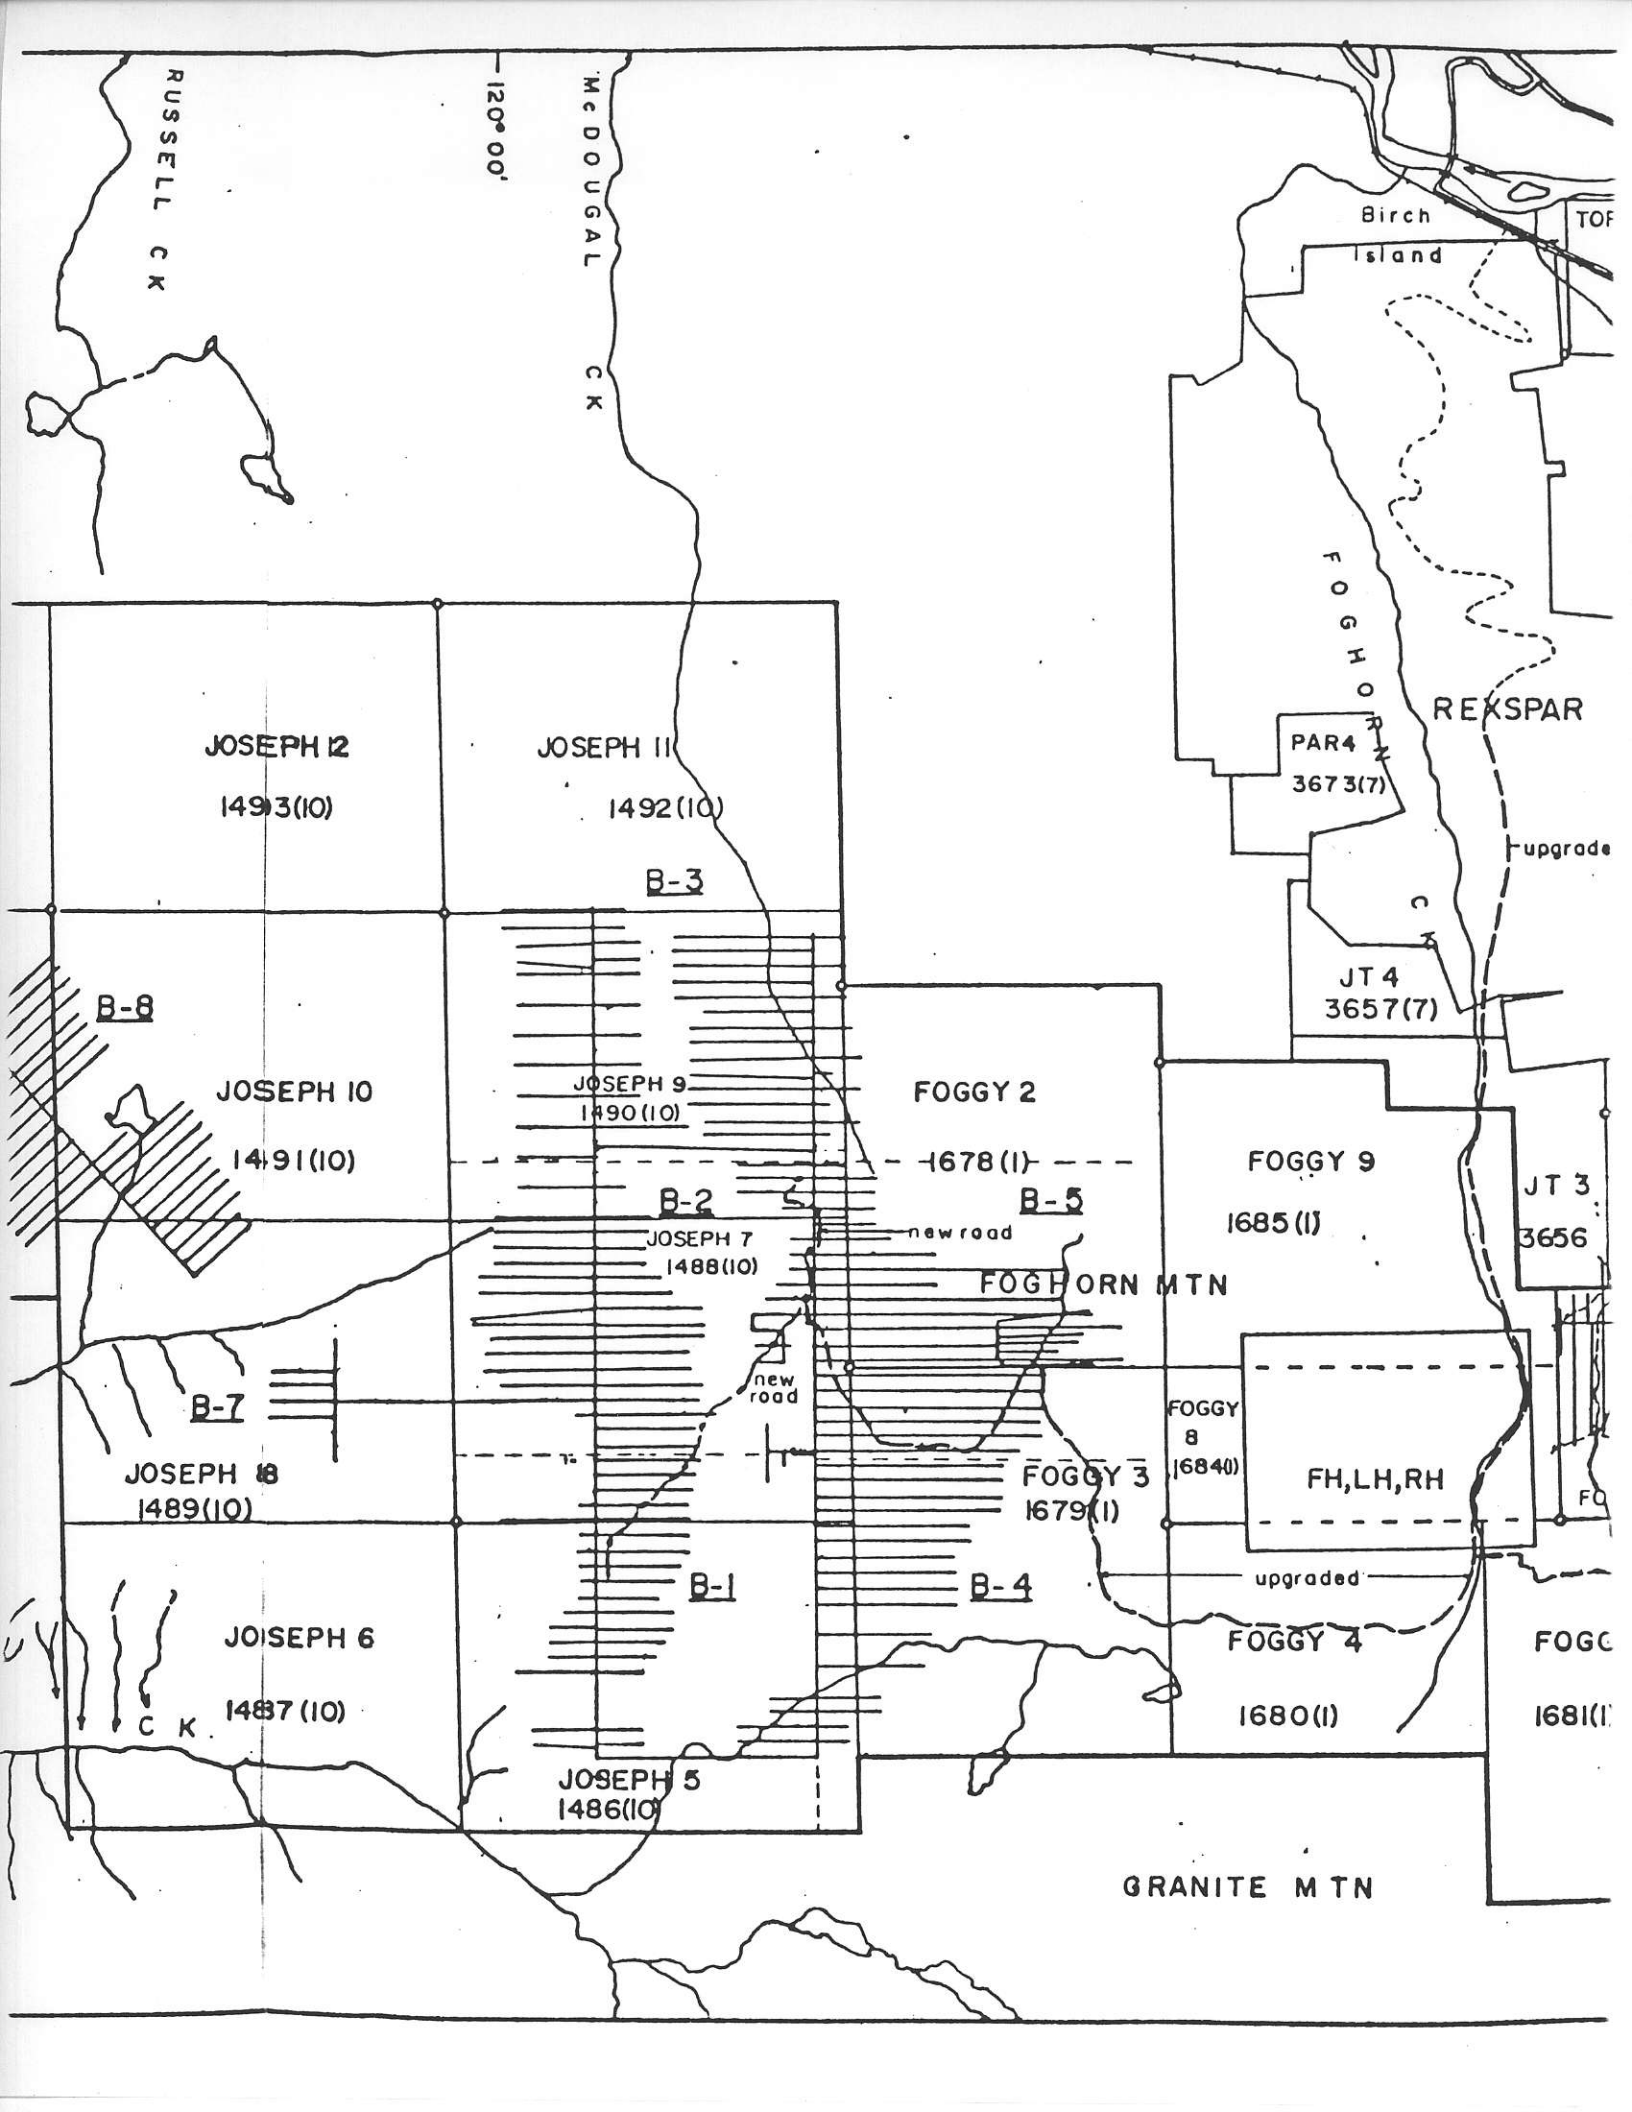 RUSSELL CK
120° 00'
McDOUGAL CK
Birch
Island
FOGHORN CK
REXSPAR
PAR 4
3673(7)
upgrade
JT 4
3657(7)
JOSEPH 12
1493(10)
JOSEPH 11
1492(10)
B-3
B-8
JOSEPH 10
1491(10)
JOSEPH 9
1490(10)
FOGGY 2
1678(1)
FOGGY 9
1685(1)
JT 3
3656
B-2
B-5
JOSEPH 7
1488(10)
new road
FOGHORN MTN
new
road
B-7
FOGGY
8
1684(1)
FH,LH,RH
FOGGY 3
1679(1)
1489(10)
B-1
B-4
upgraded
JOSEPH 6
1487(10)
CK
FOGGY 4
1680(1)
1681(1)
JOSEPH 5
1486(10)
GRANITE MTN